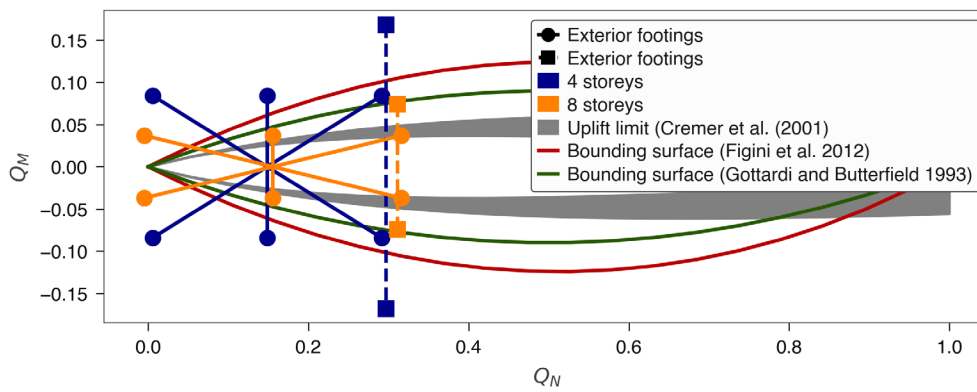 0.15
0.10
0.05
0.00
−0.05
−0.10
−0.15
Q_M
0.0
0.2
0.4
0.6
0.8
1.0
Q_N
Exterior footings
Exterior footings
4 storeys
8 storeys
Uplift limit (Cremer et al. (2001)
Bounding surface (Figini et al. 2012)
Bounding surface (Gottardi and Butterfield 1993)